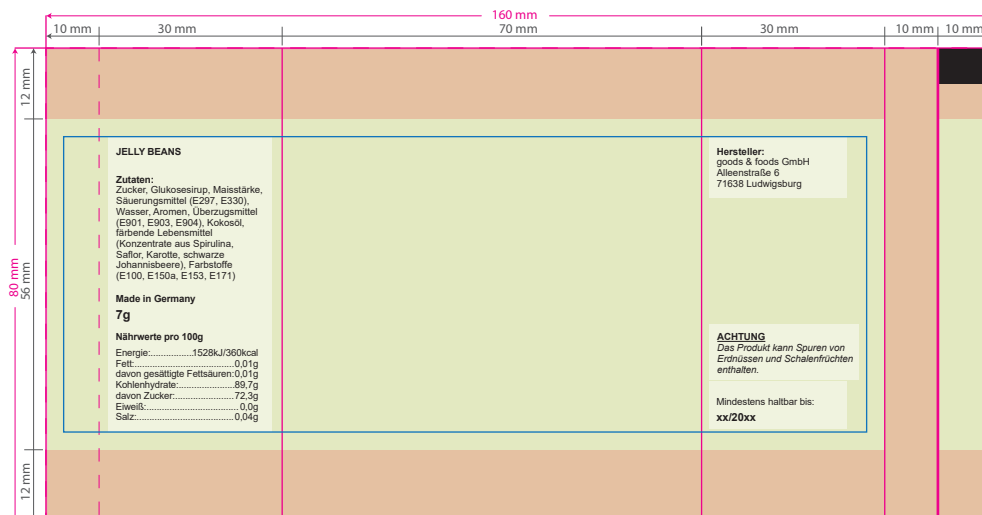 160 mm
10 mm
30 mm
70 mm
30 mm
10 mm
10 mm
12 mm
80 mm
56 mm
12 mm
JELLY BEANS
Zutaten:
Zucker, Glukosesirup, Maisstärke,
Säuerungsmittel (E297, E330),
Wasser, Aromen, Überzugsmittel
(E901, E903, E904), Kokosöl,
färbende Lebensmittel
(Konzentrate aus Spirulina,
Saflor, Karotte, schwarze
Johannisbeere), Farbstoffe
(E100, E150a, E153, E171)
Made in Germany
7g
Nährwerte pro 100g
Energie:................1528kJ/360kcal
Fett:....................................0,01g
davon gesättigte Fettsäuren:0,01g
Kohlenhydrate:....................89,7g
davon Zucker:.....................72,3g
Eiweiß:..................................0,0g
Salz:....................................0,04g
Hersteller:
goods & foods GmbH
Alleenstraße 6
71638 Ludwigsburg
ACHTUNG
Das Produkt kann Spuren von
Erdnüssen und Schalenfrüchten
enthalten.
Mindestens haltbar bis:
xx/20xx